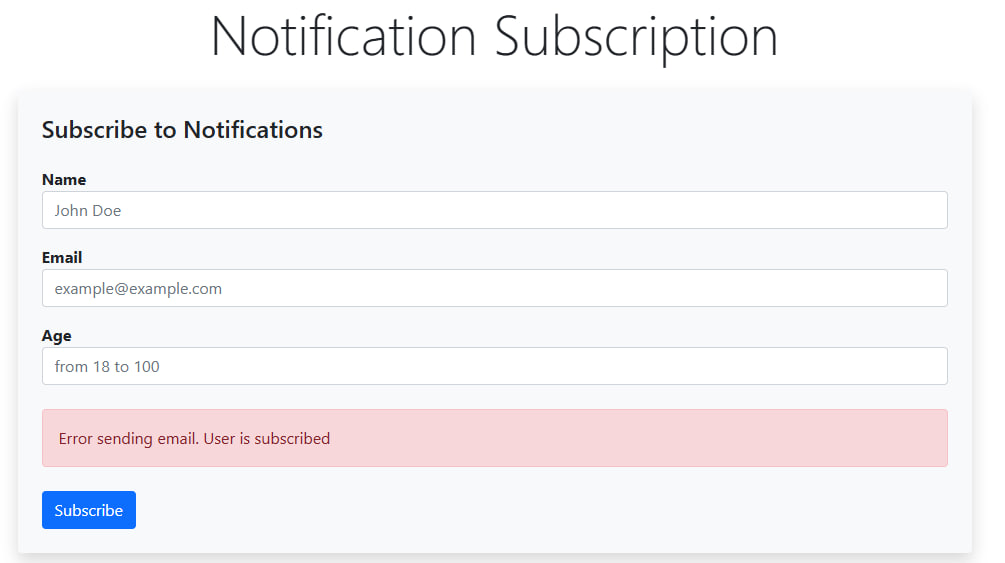 Notification Subscription
Subscribe to Notifications
Name
John Doe
Email
example@example.com
Age
from 18 to 100
Error sending email. User is subscribed
Subscribe